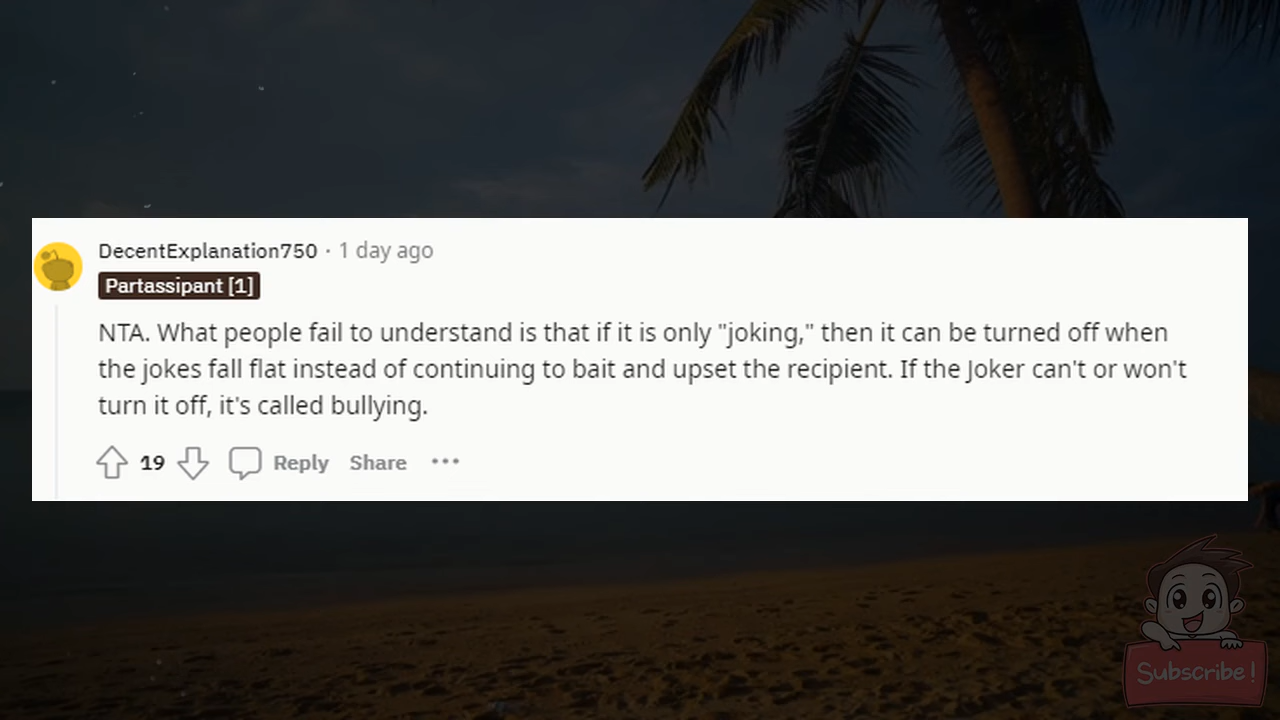 DecentExplanation750 · 1 day ago
Partassipant [1]
NTA. What people fail to understand is that if it is only "joking," then it can be turned off when
the jokes fall flat instead of continuing to bait and upset the recipient. If the Joker can't or won't
turn it off, it's called bullying.
19 Reply Share ···
Subscribe!